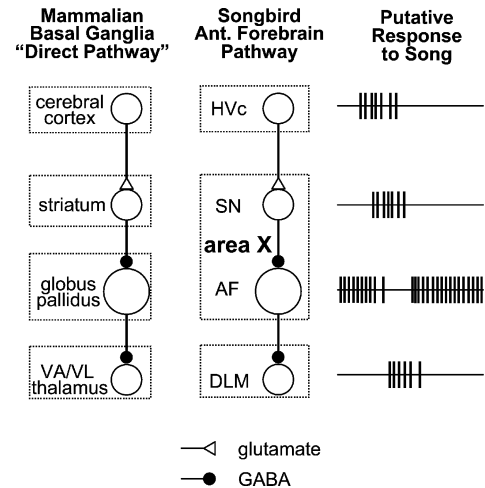 Mammalian
Basal Ganglia
“Direct Pathway”
Songbird
Ant. Forebrain
Pathway
Putative
Response
to Song
cerebral
cortex
HVc
striatum
SN
area X
globus
pallidus
AF
VA/VL
thalamus
DLM
glutamate
GABA